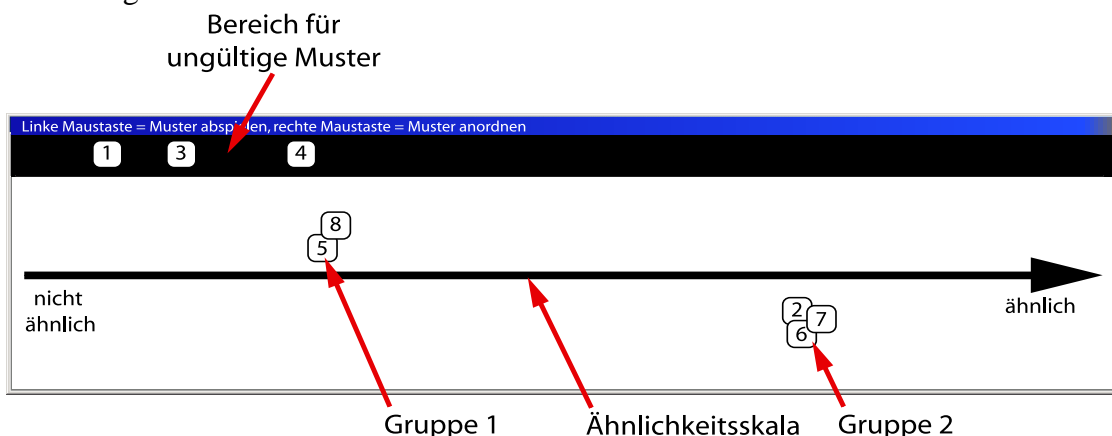 Bereich für
ungültige Muster
Linke Maustaste = Muster abspielen, rechte Maustaste = Muster anordnen
1 3 4
8
5
nicht
ähnlich
ähnlich
2 7
6
Gruppe 1 Ähnlichkeitsskala Gruppe 2